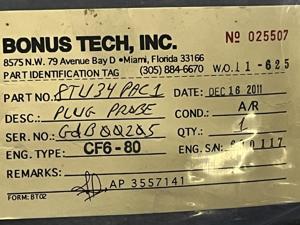 BONUS TECH, INC. Nº 025507
8575 N.W. 79 Avenue Bay D • Miami, Florida 33166
PART IDENTIFICATION TAG (305) 884-6670 W.O. 11-625
PART NO. 8TU34PAC1 DATE: DEC 16 2011
DESC.: PLUG PROBE COND.: A/R
SER. NO.: QTY.: 1
ENG. TYPE: CF6-80 ENG. S/N:
REMARKS:
AP 3557141
FORM: BT02